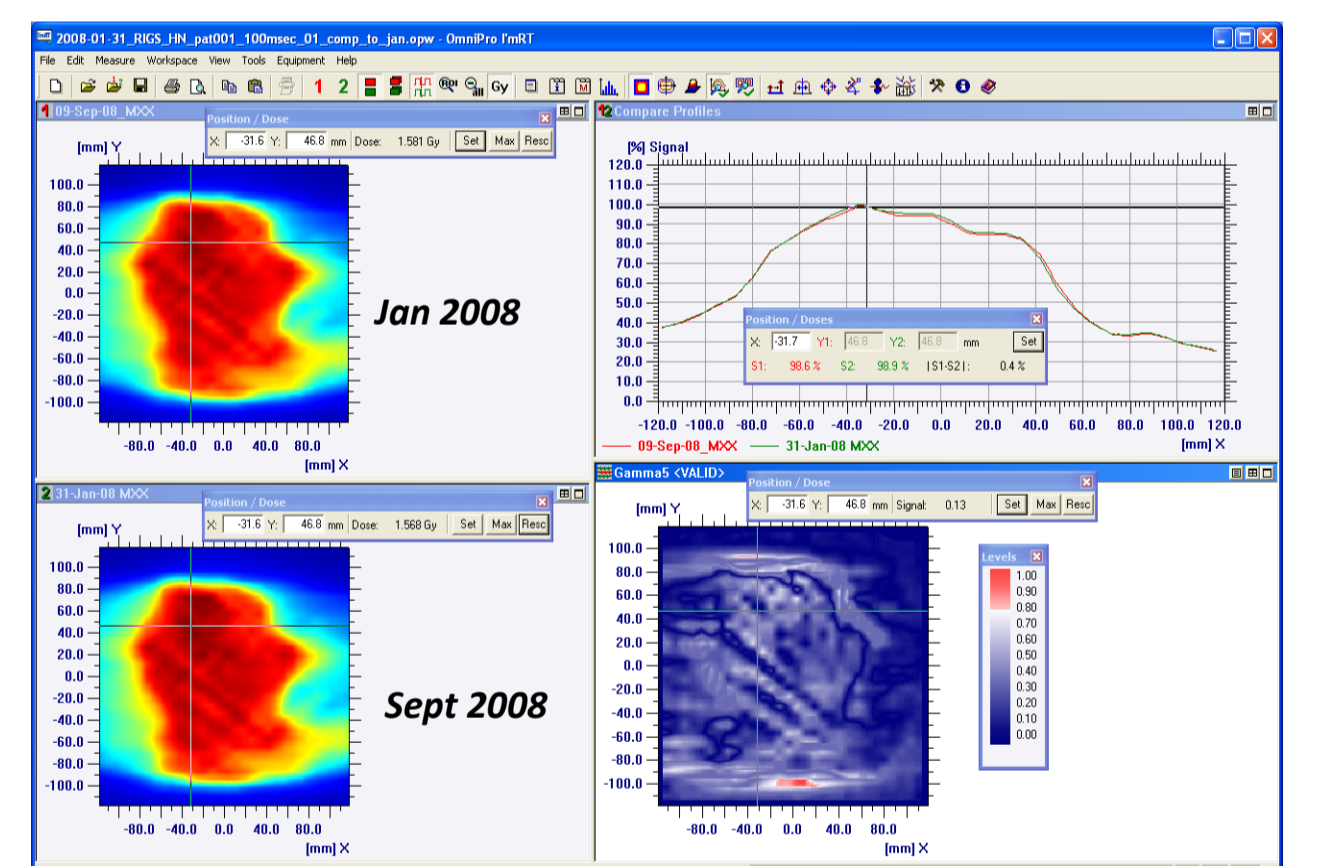 2008-01-31_RIGS_HN_pat001_100msec_01_comp_to_jan.opw - OmniPro I'mRT
File Edit Measure Workspace View Tools Equipment Help
1 2 Gy
1 09-Sep-08_MXX
Position / Dose
X: -31.6 Y: 46.8 mm Dose: 1.581 Gy Set Max Resc
[mm] Y
100.0
80.0
60.0
40.0
20.0
0.0
-20.0
-40.0
-60.0
-80.0
-100.0
-80.0 -40.0 0.0 40.0 80.0
[mm] X
Jan 2008
12 Compare Profiles
[%] Signal
120.0
110.0
100.0
90.0
80.0
70.0
60.0
50.0
40.0
30.0
20.0
10.0
0.0
-120.0 -100.0 -80.0 -60.0 -40.0 -20.0 0.0 20.0 40.0 60.0 80.0 100.0 120.0
[mm] X
09-Sep-08_MXX 31-Jan-08 MXX
Position / Doses
X: -31.7 Y1: 46.8 Y2: 46.8 mm Set
S1: 98.6 % S2: 98.9 % |S1-S2|: 0.4 %
2 31-Jan-08 MXX
Position / Dose
X: -31.6 Y: 46.8 mm Dose: 1.568 Gy Set Max Resc
[mm] Y
100.0
80.0
60.0
40.0
20.0
0.0
-20.0
-40.0
-60.0
-80.0
-100.0
-80.0 -40.0 0.0 40.0 80.0
[mm] X
Sept 2008
Gamma5 <VALID>
Position / Dose
X: -31.6 Y: 46.8 mm Signal: 0.13 Set Max Resc
[mm] Y
100.0
80.0
60.0
40.0
20.0
0.0
-20.0
-40.0
-60.0
-80.0
-100.0
-80.0 -40.0 0.0 40.0 80.0
[mm] X
Levels
1.00
0.90
0.80
0.70
0.60
0.50
0.40
0.30
0.20
0.10
0.00